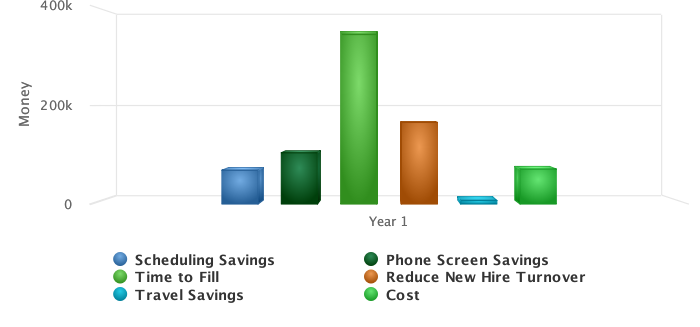 400k
200k
0
Money
Year 1
Scheduling Savings
Phone Screen Savings
Time to Fill
Reduce New Hire Turnover
Travel Savings
Cost